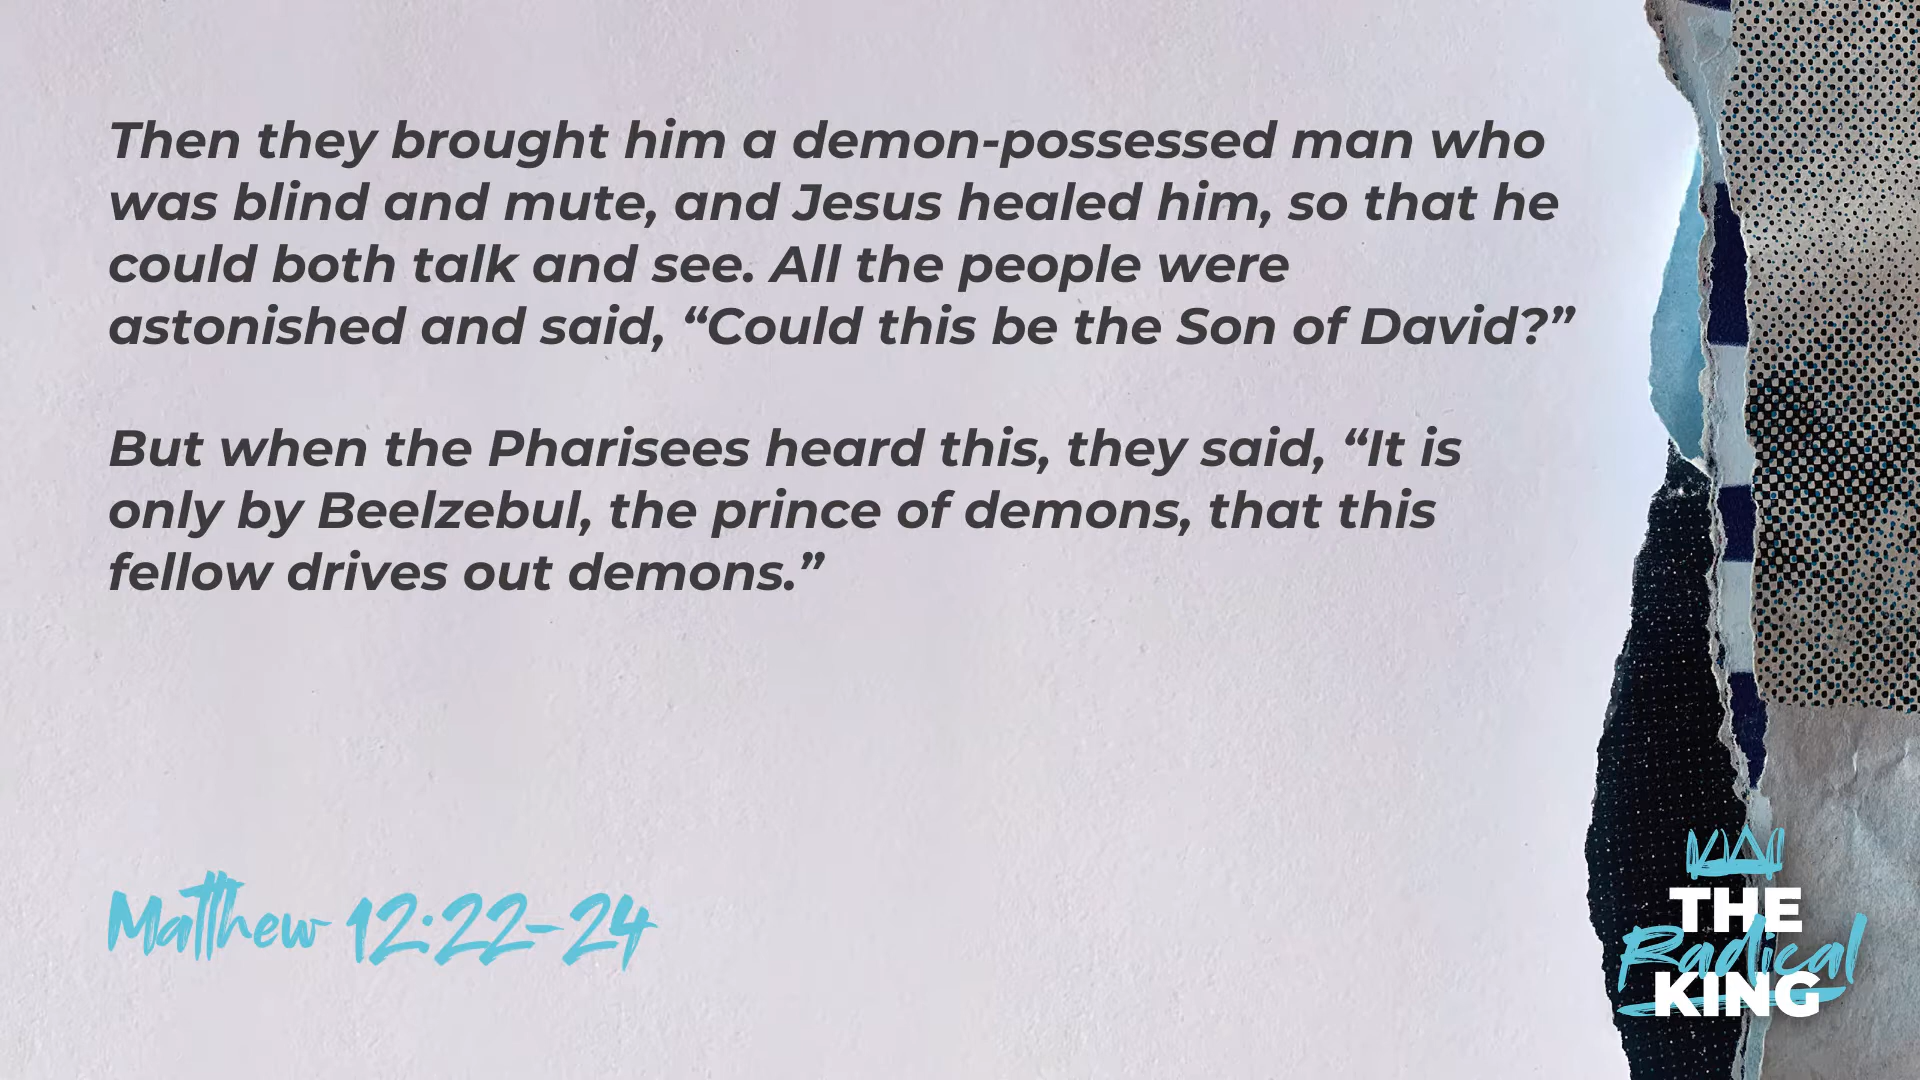 Then they brought him a demon-possessed man who
was blind and mute, and Jesus healed him, so that he
could both talk and see. All the people were
astonished and said, “Could this be the Son of David?”
But when the Pharisees heard this, they said, “It is
only by Beelzebul, the prince of demons, that this
fellow drives out demons.”
Matthew 12:22-24
THE
Radical
KING